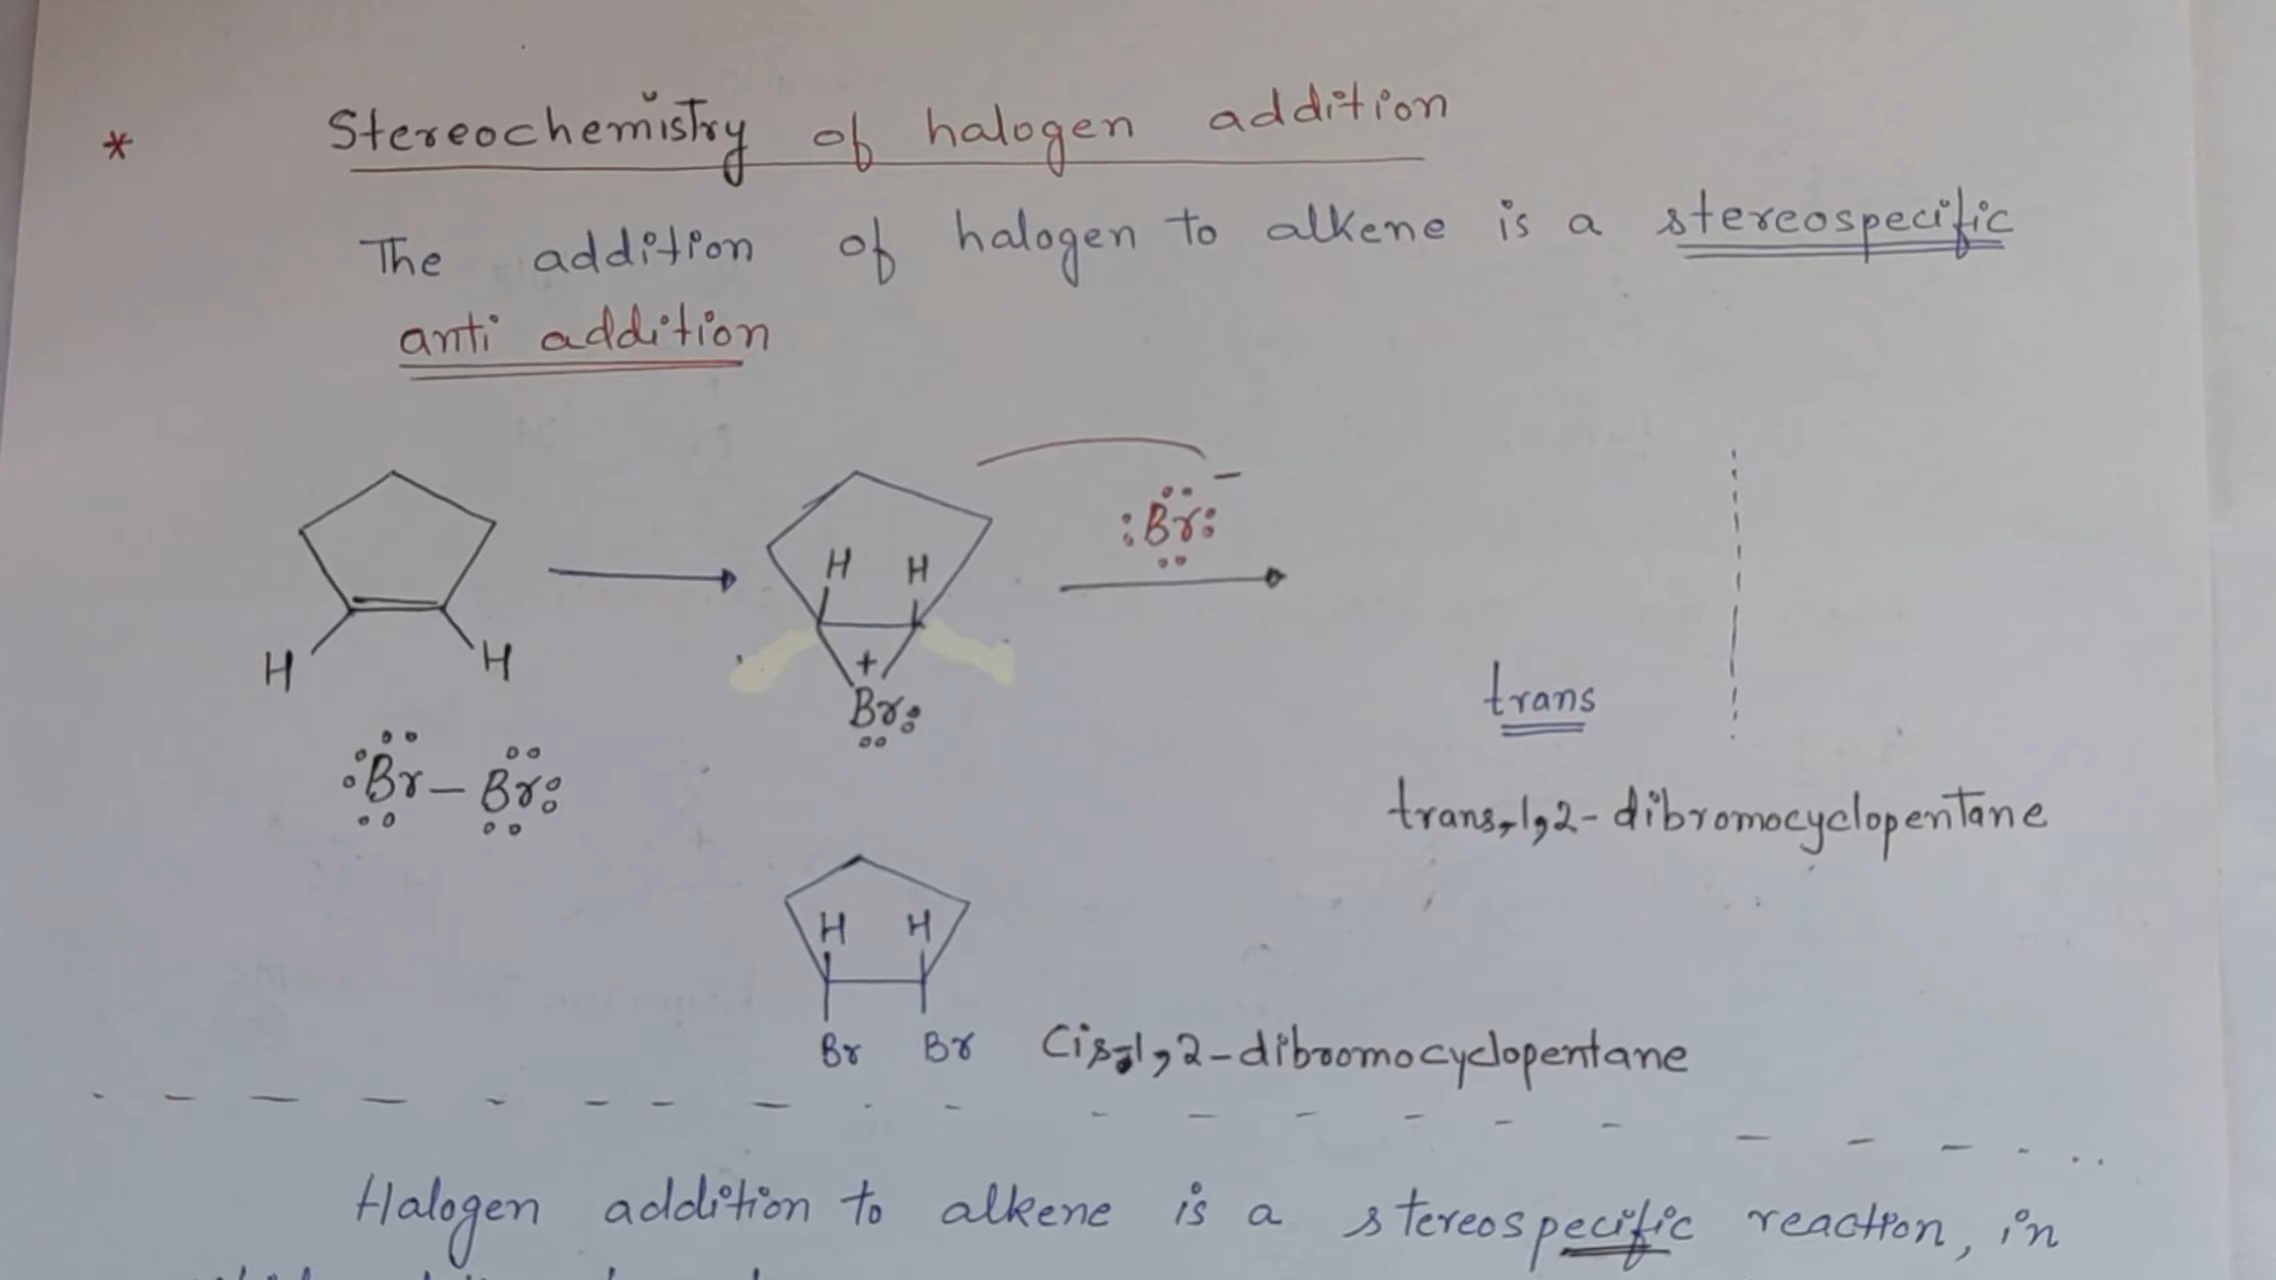 * Stereochemistry of halogen addition
The addition of halogen to alkene is a stereospecific
anti addition
:Br:
−
H H
H H
+
Br:
trans
:Br–Br:
trans-1,2-dibromocyclopentane
H H
Br Br Cis-1,2-dibromocyclopentane
Halogen addition to alkene is a stereospecific reaction, in